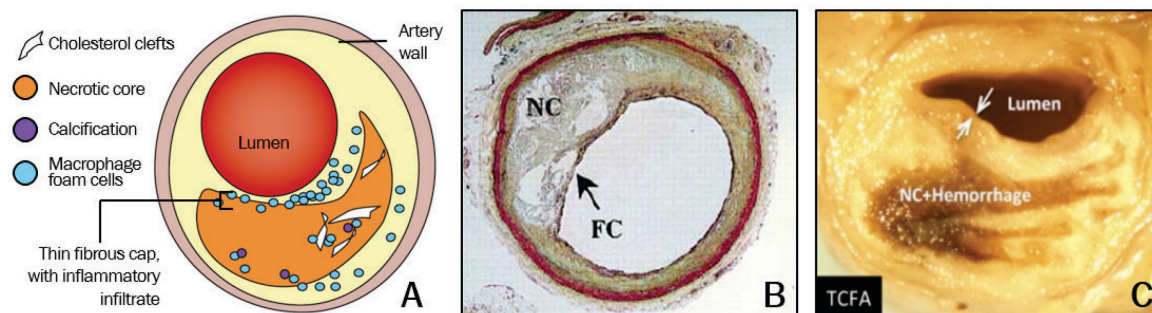 Cholesterol clefts
Necrotic core
Calcification
Macrophage
foam cells
Artery
wall
Lumen
Thin fibrous cap,
with inflammatory
infiltrate
A
NC
FC
B
Lumen
NC+Hemorrhage
TCFA
C